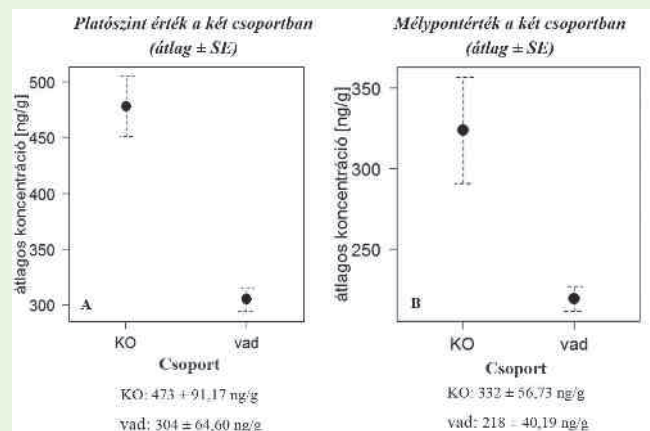 Platószint érték a két csoportban
(átlag ± SE)
átlagos koncentráció [ng/g]
500
450
400
350
300
A
KO
vad
Csoport
KO: 473 ± 91,17 ng/g
vad: 304 ± 64,60 ng/g
Mélypontérték a két csoportban
(átlag ± SE)
átlagos koncentráció [ng/g]
350
300
250
B
KO
vad
Csoport
KO: 332 ± 56,73 ng/g
vad: 218 ± 40,19 ng/g